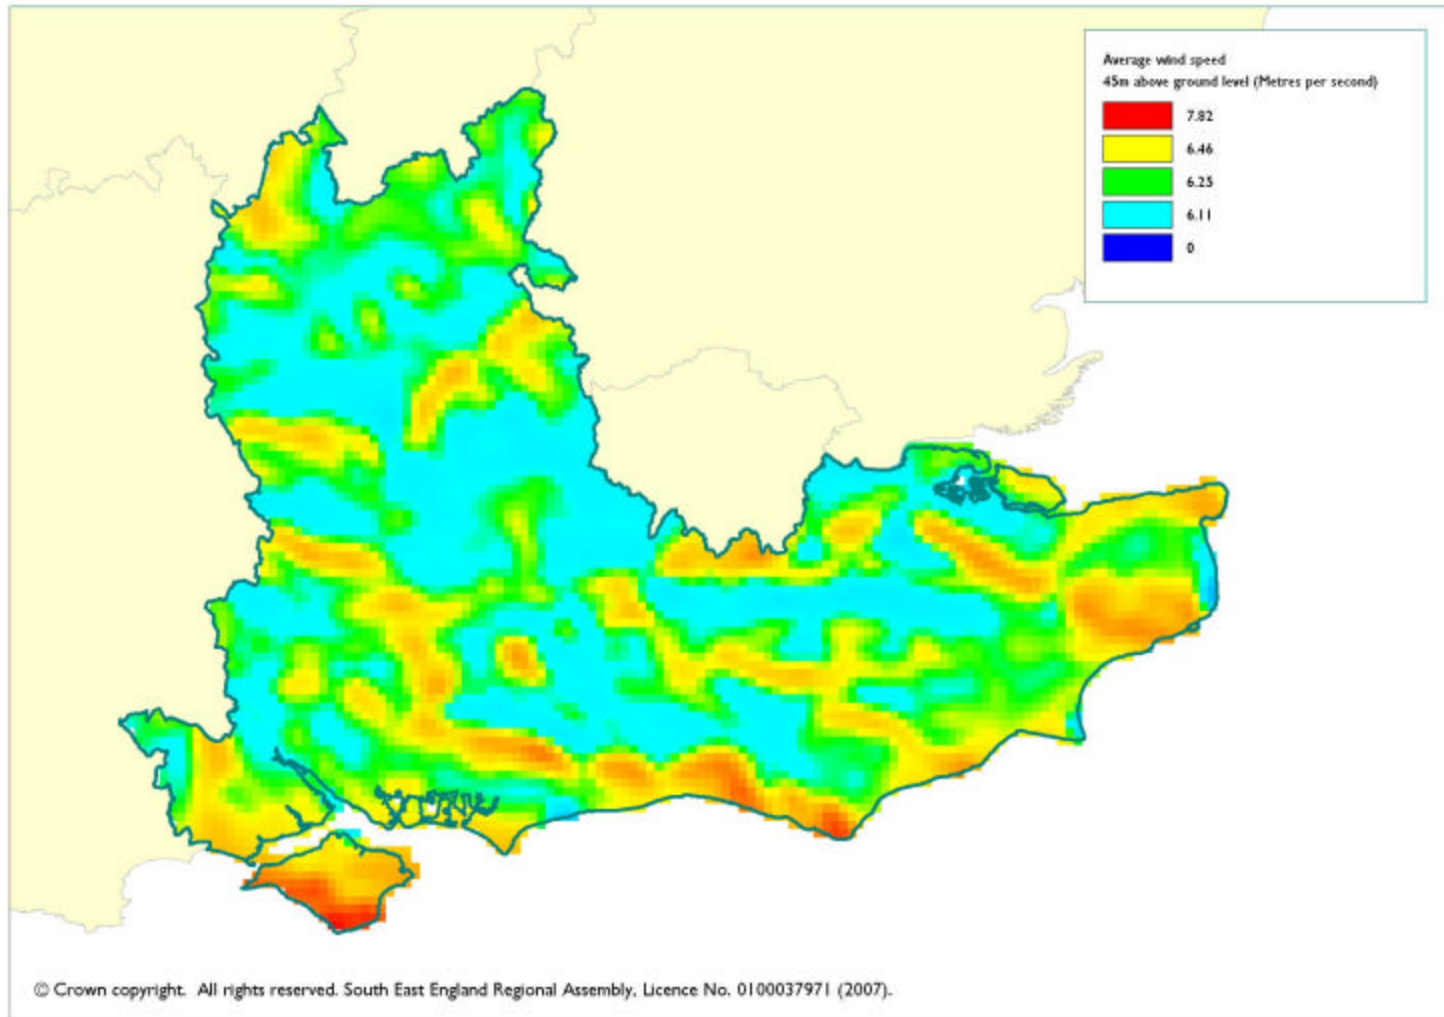 Average wind speed
45m above ground level (Metres per second)
7.82
6.46
6.25
6.11
0
© Crown copyright. All rights reserved. South East England Regional Assembly, Licence No. 0100037971 (2007).